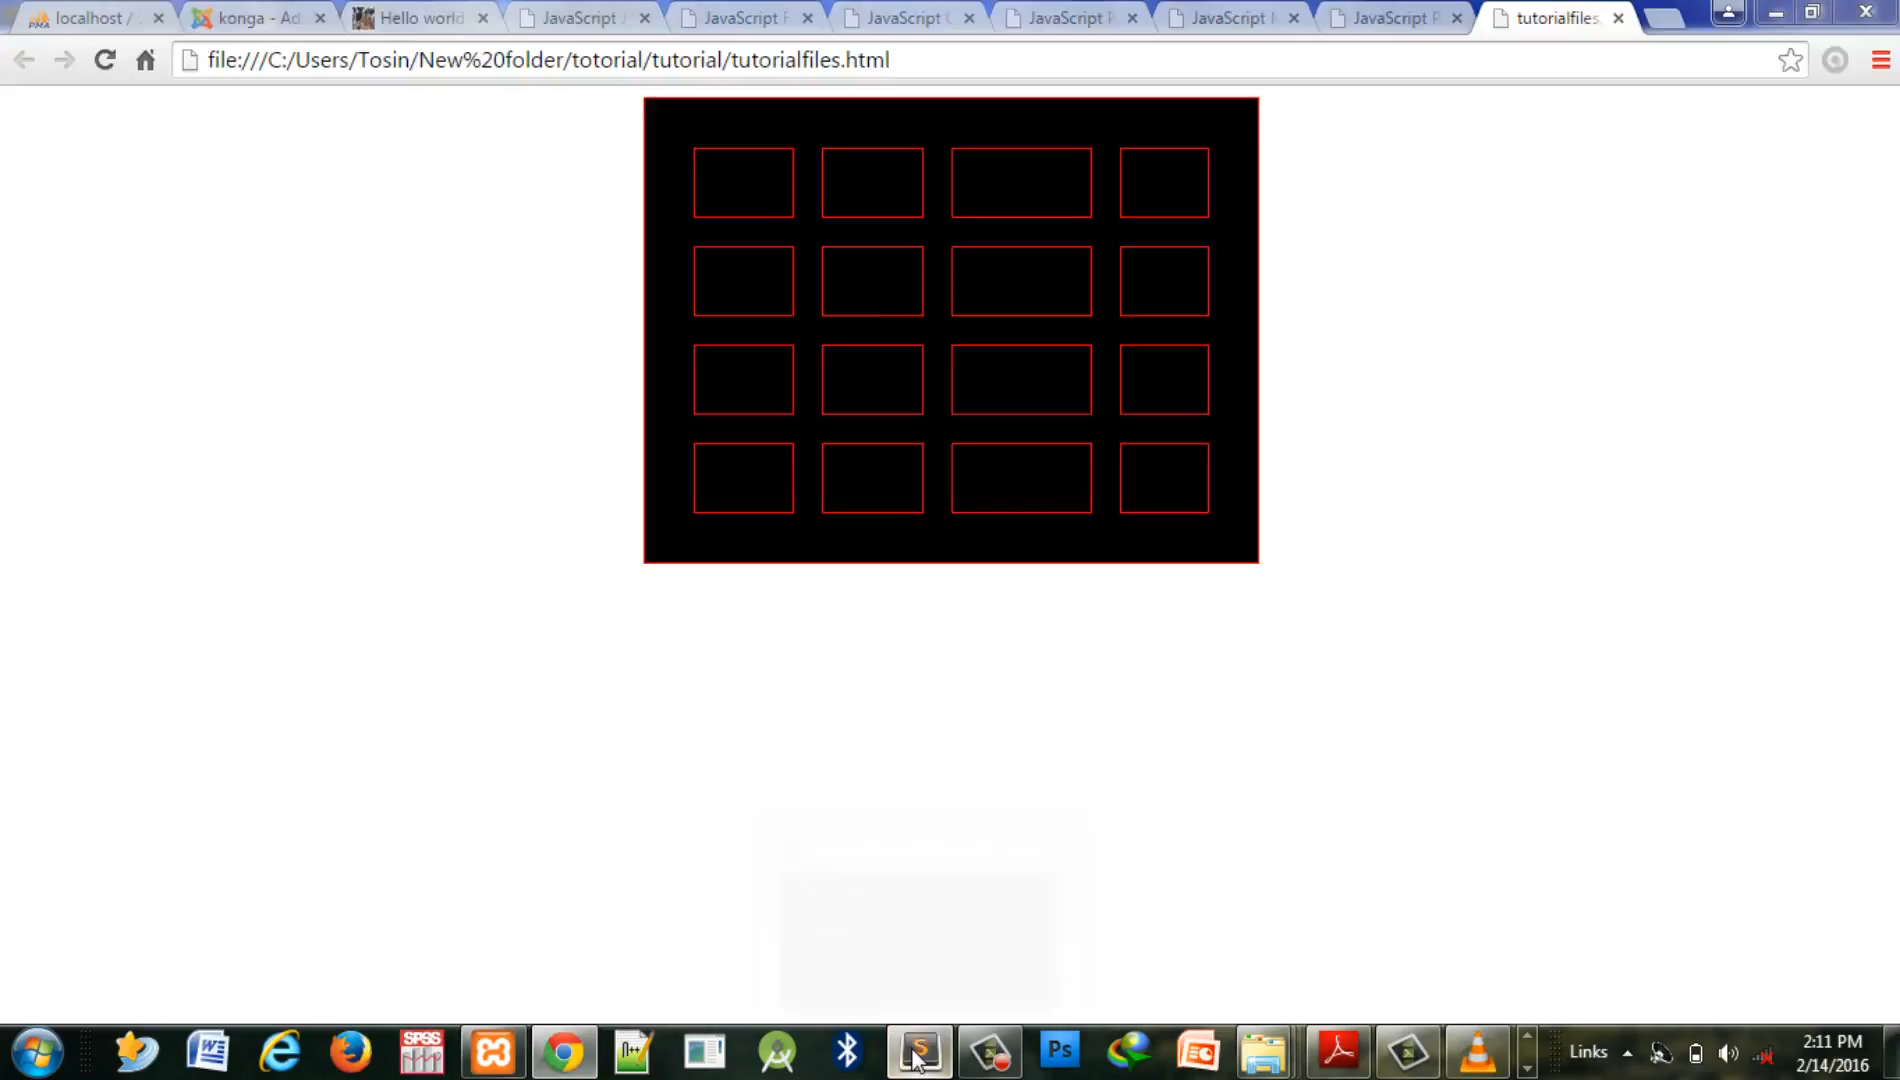 localhost /
konga - Ad
Hello world
JavaScript
JavaScript F
JavaScript
JavaScript
JavaScript
JavaScript
tutorialfiles.
file:///C:/Users/Tosin/New%20folder/totorial/tutorial/tutorialfiles.html
PMA
SPSS
n++
S
Ps
Links
2:11 PM
2/14/2016